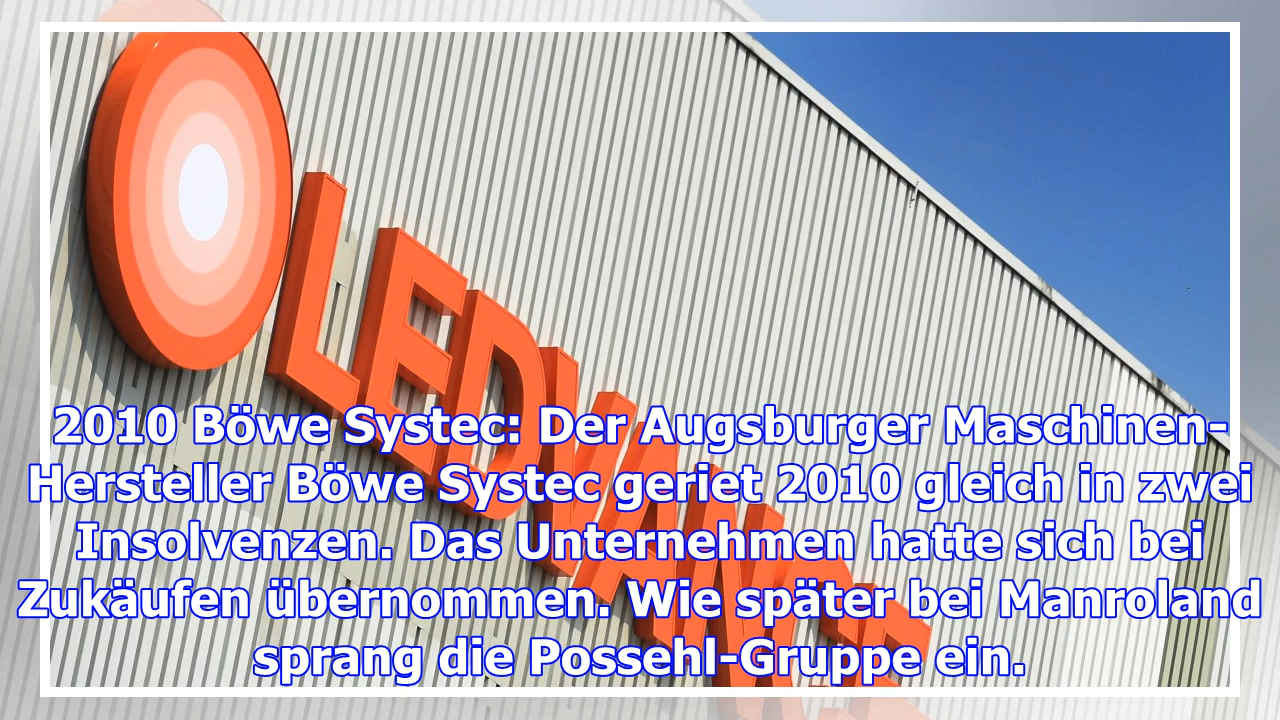 LEDVANCE
2010 Böwe Systec: Der Augsburger Maschinen-
Hersteller Böwe Systec geriet 2010 gleich in zwei
Insolvenzen. Das Unternehmen hatte sich bei
Zukäufen übernommen. Wie später bei Manroland
sprang die Possehl-Gruppe ein.